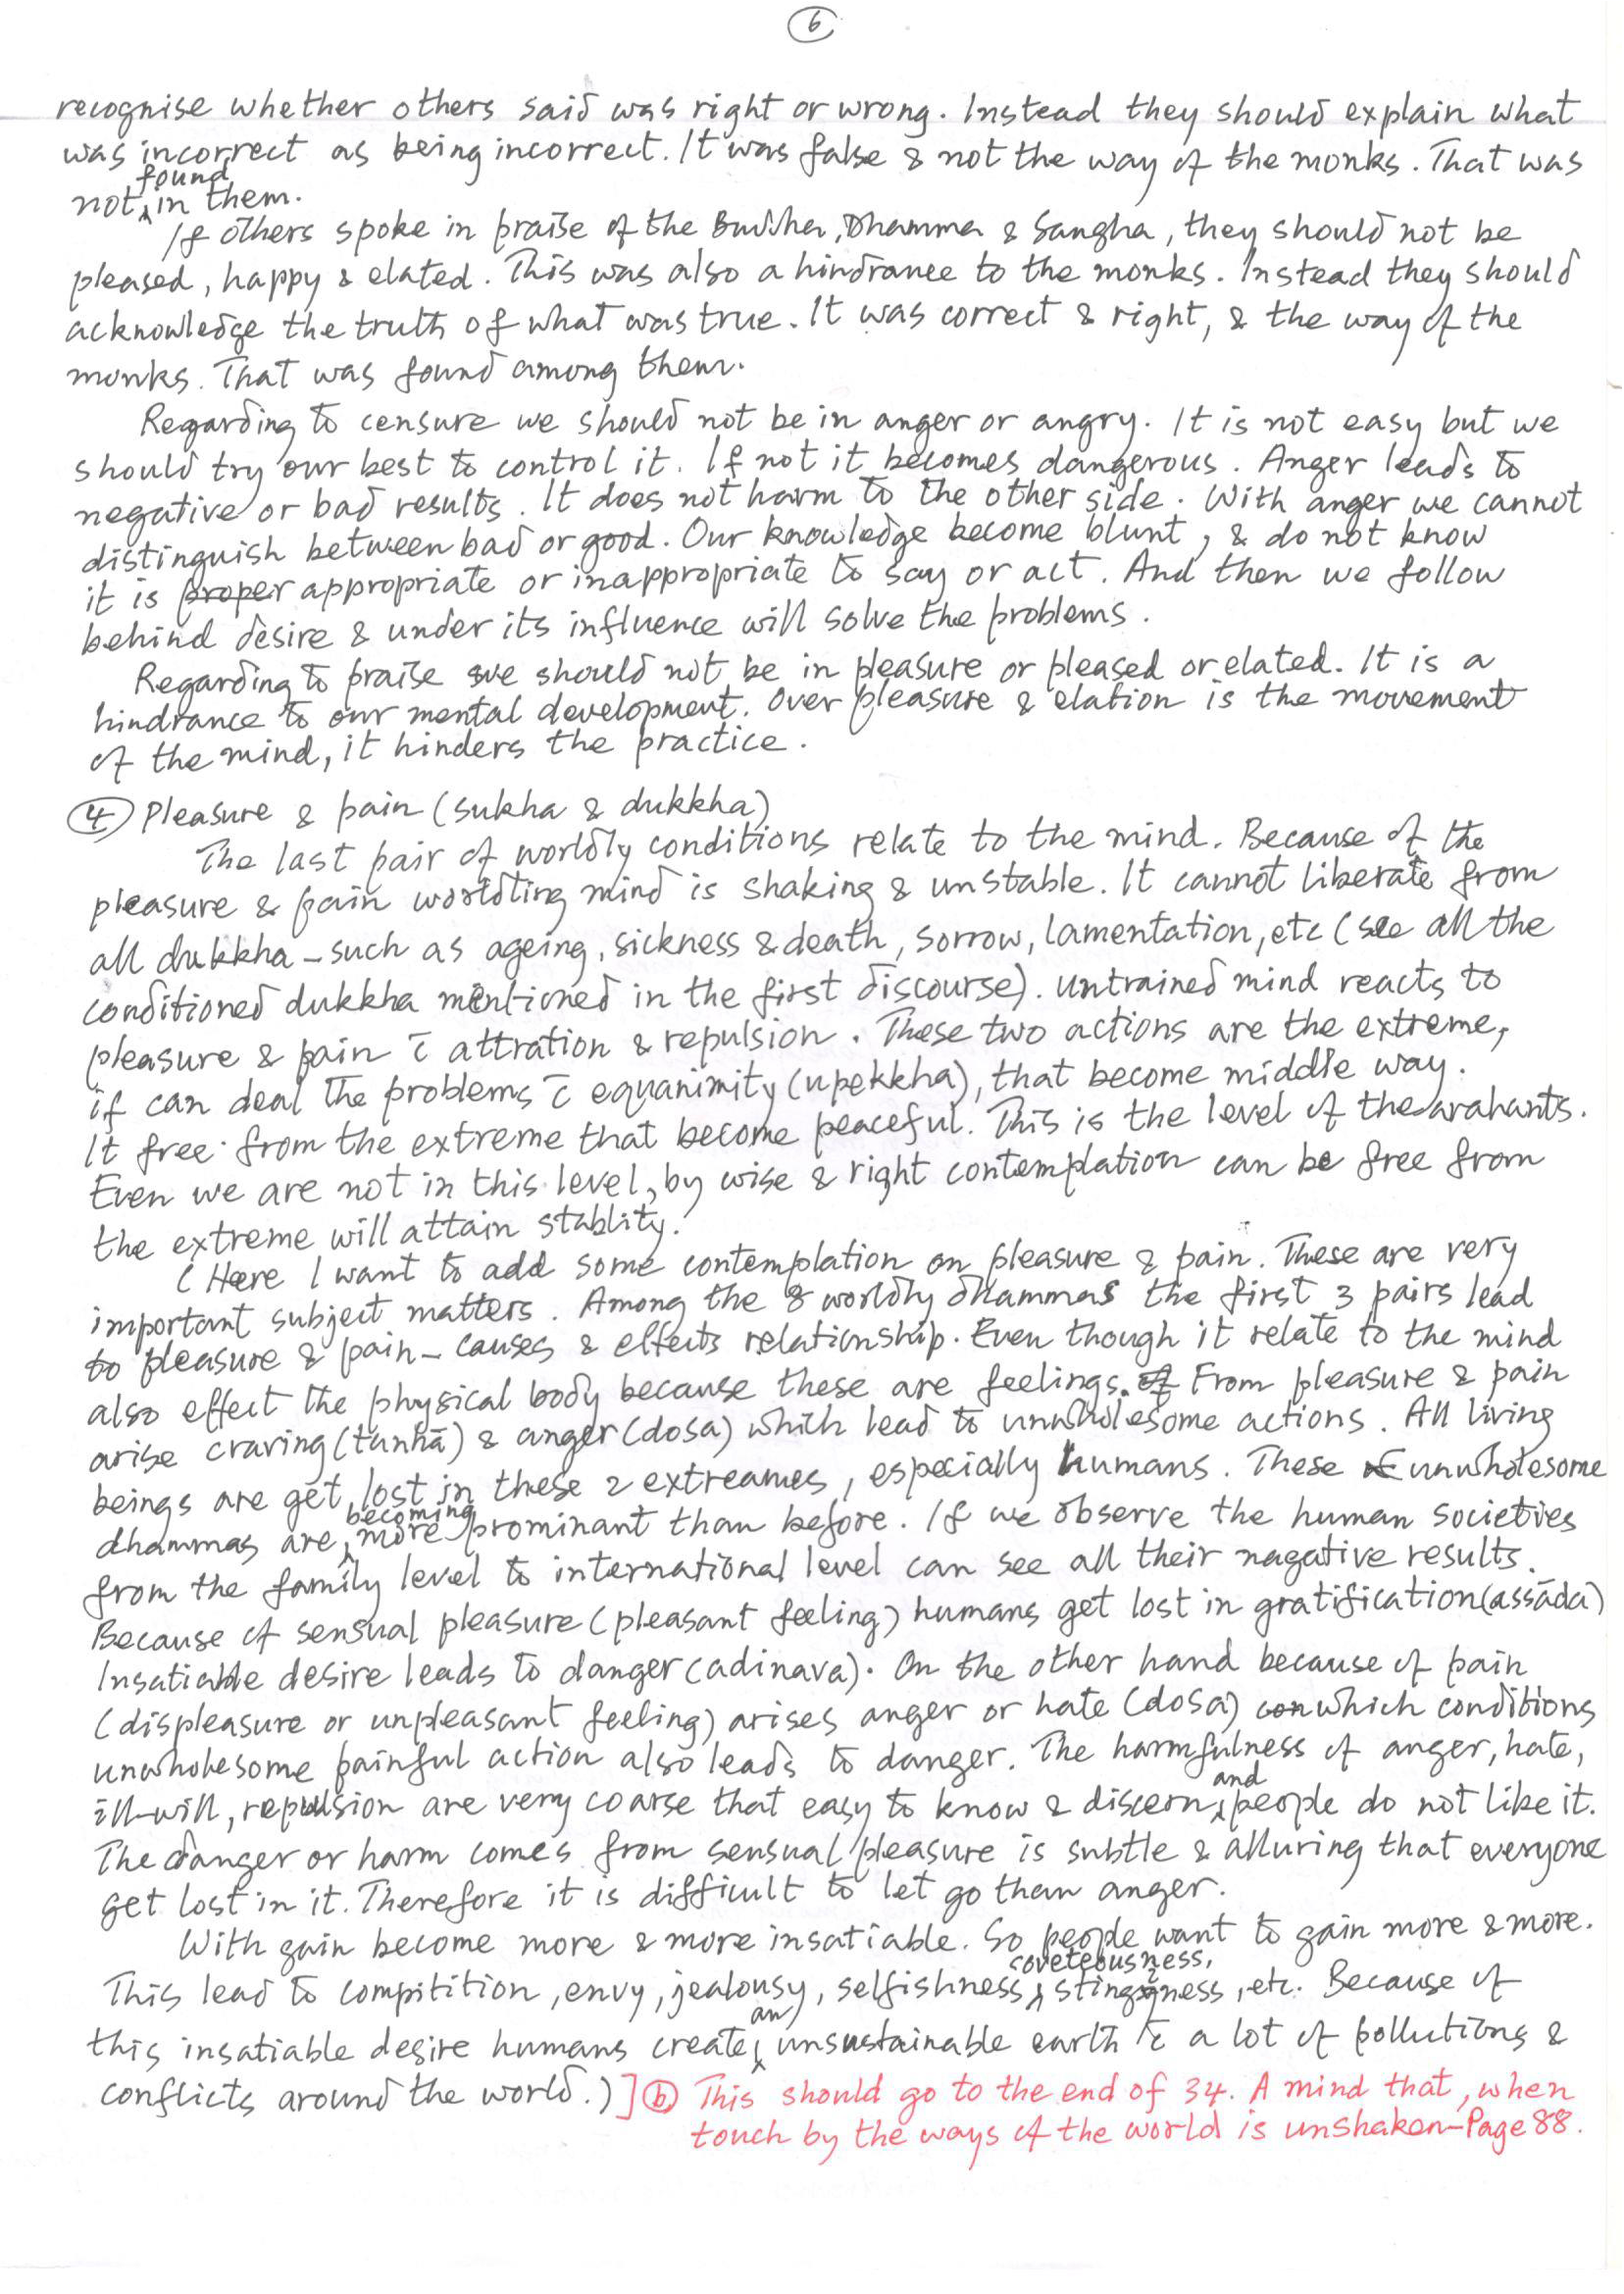 6
recognise whether others said was right or wrong. Instead they should explain what
was incorrect as being incorrect. It was false & not the way of the monks. That was
found
not in them.
If others spoke in praise of the Buddha, Dhamma & Sangha, they should not be
pleased, happy & elated. This was also a hindrance to the monks. Instead they should
acknowledge the truth of what was true. It was correct & right, & the way of the
monks. That was found among them.
Regarding to censure we should not be in anger or angry. It is not easy but we
should try our best to control it. If not it becomes dangerous. Anger leads to
negative or bad results. It does not harm to the other side. With anger we cannot
distinguish between bad or good. Our knowledge become blunt, & do not know
it is proper appropriate or inappropriate to say or act. And then we follow
behind desire & under its influence will solve the problems.
Regarding to praise we should not be in pleasure or pleased or elated. It is a
hindrance to our mental development. Over pleasure & elation is the movement
of the mind, it hinders the practice.
4 Pleasure & pain (sukha & dukkha)
The last pair of worldly conditions relate to the mind. Because of the
pleasure & pain worldling mind is shaking & unstable. It cannot liberate from
all dukkha – such as ageing, sickness & death, sorrow, lamentation, etc (see all the
conditioned dukkha mentioned in the first discourse). Untrained mind reacts to
pleasure & pain c̄ attration & repulsion. These two actions are the extreme,
if can deal the problems c̄ equanimity (upekkha), that become middle way.
It free from the extreme that become peaceful. This is the level of the arahants.
Even we are not in this level, by wise & right contemplation can be free from
the extreme will attain stablity.
(Here I want to add some contemplation on pleasure & pain. These are very
important subject matters. Among the 8 worldly dhammas the first 3 pairs lead
to pleasure & pain – causes & effects relationship. Even though it relate to the mind
also effect the physical body because these are feelings. From pleasure & pain
arise craving (taṇhā) & anger (dosa) which lead to unwholesome actions. All living
beings are get lost in these 2 extreames, especially humans. These unwholesome
becoming
dhammas are more prominant than before. If we observe the human societies
from the family level to international level can see all their nagative results.
Because of sensual pleasure (pleasant feeling) humans get lost in gratification (assāda)
Insatiable desire leads to danger (adinava). On the other hand because of pain
(displeasure or unpleasant feeling) arises anger or hate (dosa) con which conditions
unwholesome painful action also leads to danger. The harmfulness of anger, hate,
and
ill-will, repulsion are very coarse that easy to know & discern people do not like it.
The danger or harm comes from sensual pleasure is subtle & alluring that everyone
get lost in it. Therefore it is difficult to let go than anger.
With gain become more & more insatiable. So people want to gain more & more.
coveteousness,
This lead to compitition, envy, jealousy, selfishness, stinginess, etc. Because of
an
this insatiable desire humans create unsustainable earth c̄ a lot of pollutions &
conflicts around the world.)] b This should go to the end of 34. A mind that, when
touch by the ways of the world is unshaken – Page 88.